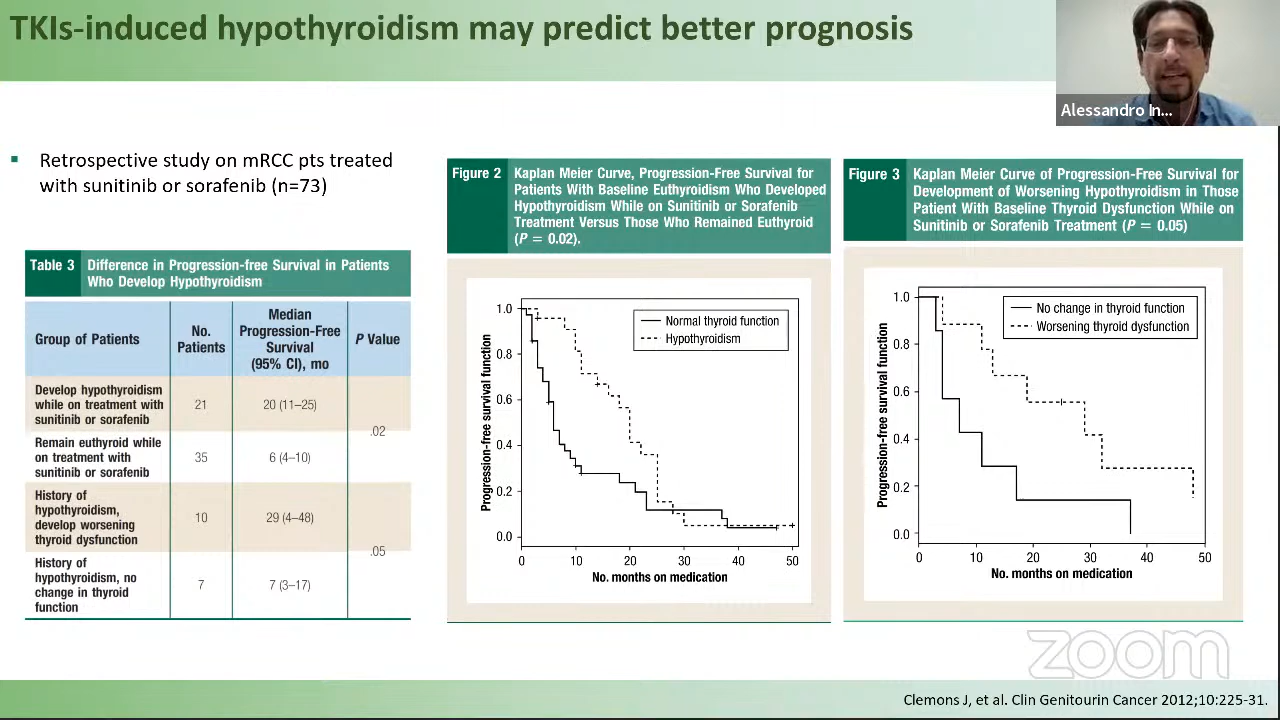 TKIs-induced hypothyroidism may predict better prognosis
Alessandro In...
▪ Retrospective study on mRCC pts treated
with sunitinib or sorafenib (n=73)
Table 3 Difference in Progression-free Survival in Patients
Who Develop Hypothyroidism
Group of Patients
No.
Patients
Median
Progression-Free
Survival
(95% CI), mo
P Value
Develop hypothyroidism
while on treatment with
sunitinib or sorafenib
21
20 (11–25)
.02
Remain euthyroid while
on treatment with
sunitinib or sorafenib
35
6 (4–10)
History of
hypothyroidism,
develop worsening
thyroid dysfunction
10
29 (4–48)
.05
History of
hypothyroidism, no
change in thyroid
function
7
7 (3–17)
Figure 2 Kaplan Meier Curve, Progression-Free Survival for
Patients With Baseline Euthyroidism Who Developed
Hypothyroidism While on Sunitinib or Sorafenib
Treatment Versus Those Who Remained Euthyroid
(P = 0.02).
Progression-free survival function
1.0
0.8
0.6
0.4
0.2
0.0
Normal thyroid function
Hypothyroidism
0 10 20 30 40 50
No. months on medication
Figure 3 Kaplan Meier Curve of Progression-Free Survival for
Development of Worsening Hypothyroidism in Those
Patient With Baseline Thyroid Dysfunction While on
Sunitinib or Sorafenib Treatment (P = 0.05)
Progression-free survival function
1.0
0.8
0.6
0.4
0.2
0.0
No change in thyroid function
Worsening thyroid dysfunction
0 10 20 30 40 50
No. months on medication
zoom
Clemons J, et al. Clin Genitourin Cancer 2012;10:225-31.